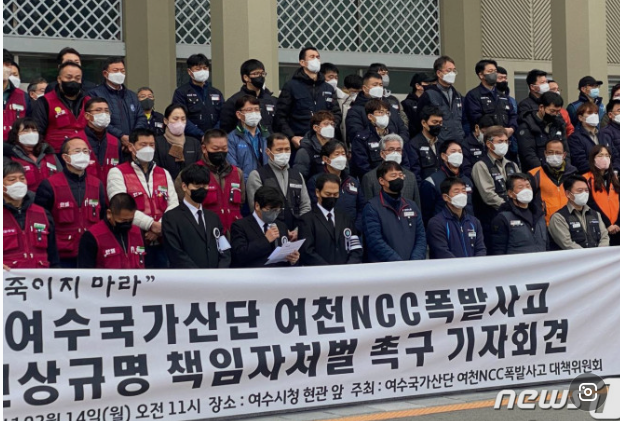 죽이지 마라"
여수국가산단 여천NCC폭발사고
진상규명 책임자처벌 촉구 기자회견
02월 14일(월) 오전 11시 장소 : 여수시청 현관 앞 주최 : 여수국가산단 여천NCC폭발사고 대책위원회
news1